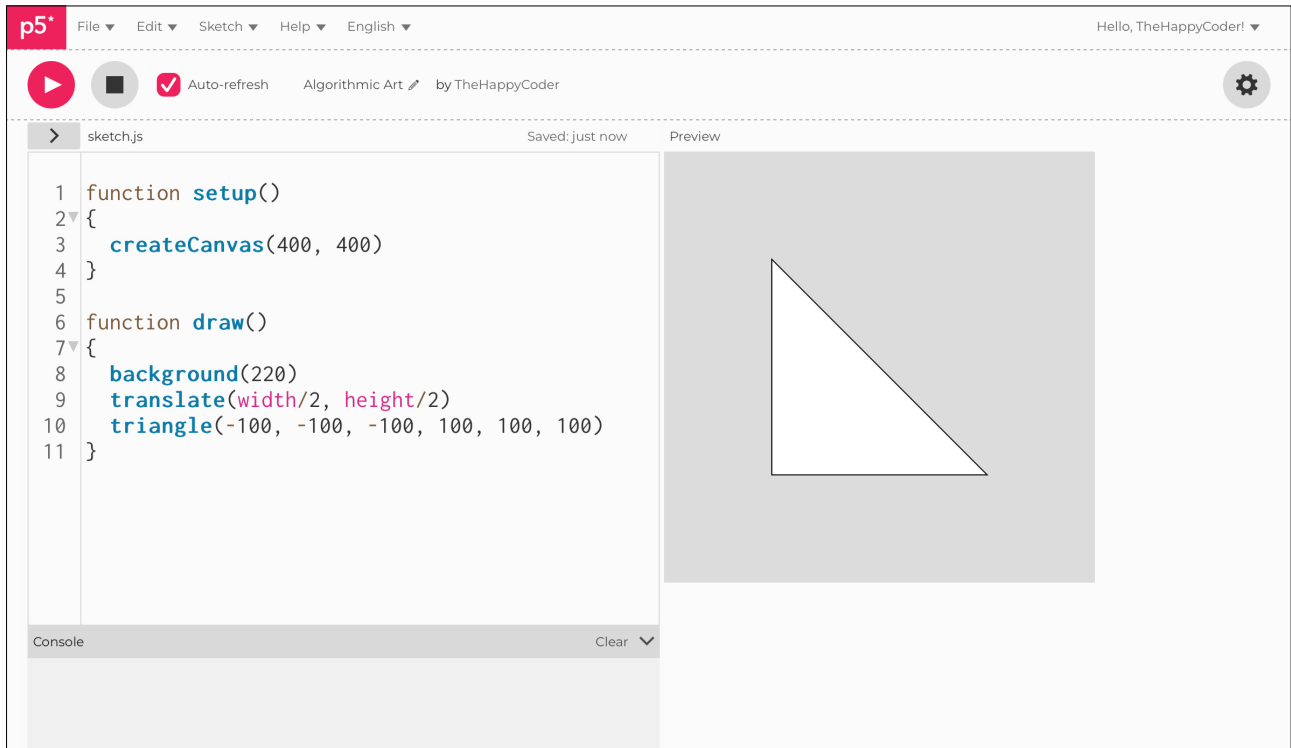 p5* File Edit Sketch Help English Hello, TheHappyCoder!
Auto-refresh Algorithmic Art by TheHappyCoder
sketch.js Saved: just now Preview
1 function setup()
2 {
3 createCanvas(400, 400)
4 }
5
6 function draw()
7 {
8 background(220)
9 translate(width/2, height/2)
10 triangle(-100, -100, -100, 100, 100, 100)
11 }
Console Clear